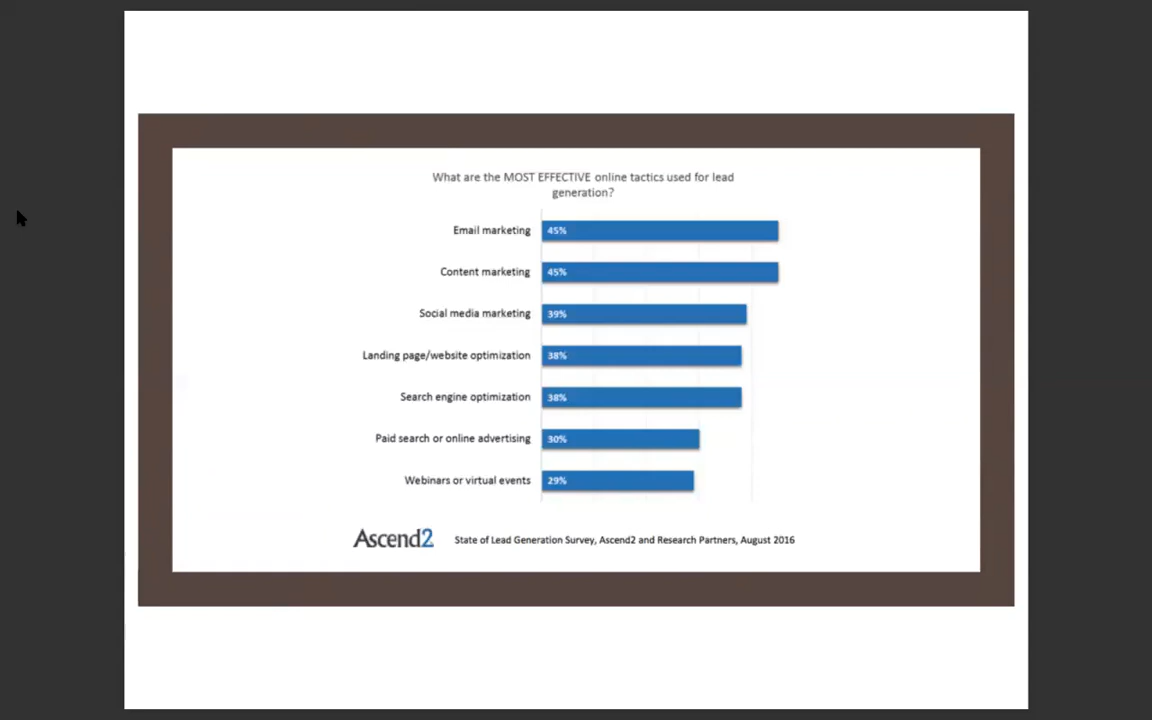 What are the MOST EFFECTIVE online tactics used for lead
generation?
Email marketing 45%
Content marketing 45%
Social media marketing 39%
Landing page/website optimization 38%
Search engine optimization 38%
Paid search or online advertising 30%
Webinars or virtual events 29%
Ascend2 State of Lead Generation Survey, Ascend2 and Research Partners, August 2016